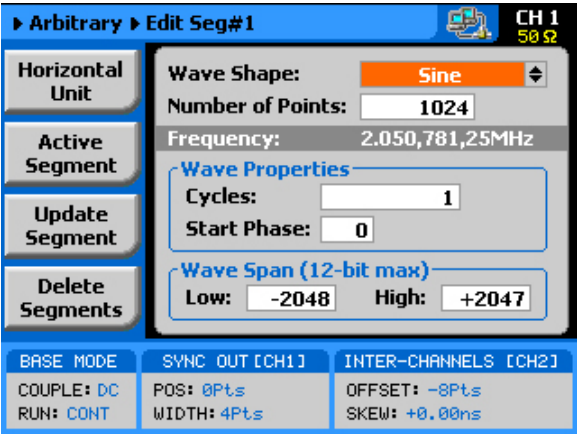 Arbitrary Edit Seg#1
CH 1
50 Ω
Horizontal
Unit
Active
Segment
Update
Segment
Delete
Segments
Wave Shape: Sine
Number of Points: 1024
Frequency: 2.050,781,25MHz
Wave Properties
Cycles: 1
Start Phase: 0
Wave Span (12-bit max)
Low: -2048 High: +2047
BASE MODE
COUPLE: DC
RUN: CONT
SYNC OUT [CH1]
POS: 0Pts
WIDTH: 4Pts
INTER-CHANNELS [CH2]
OFFSET: -8Pts
SKEW: +0.00ns